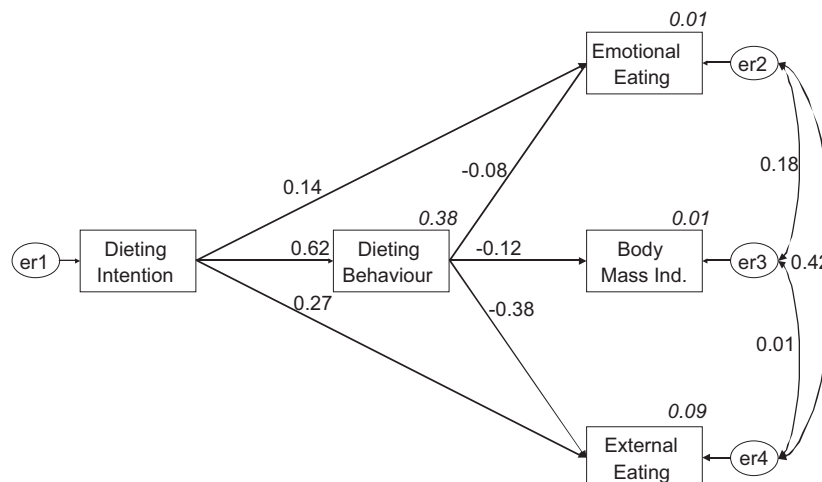 0.01
Emotional
Eating
er2
0.14
-0.08
0.18
0.38
0.01
er1
Dieting
Intention
0.62
Dieting
Behaviour
-0.12
Body
Mass Ind.
er3
0.42
0.27
-0.38
0.01
0.09
External
Eating
er4